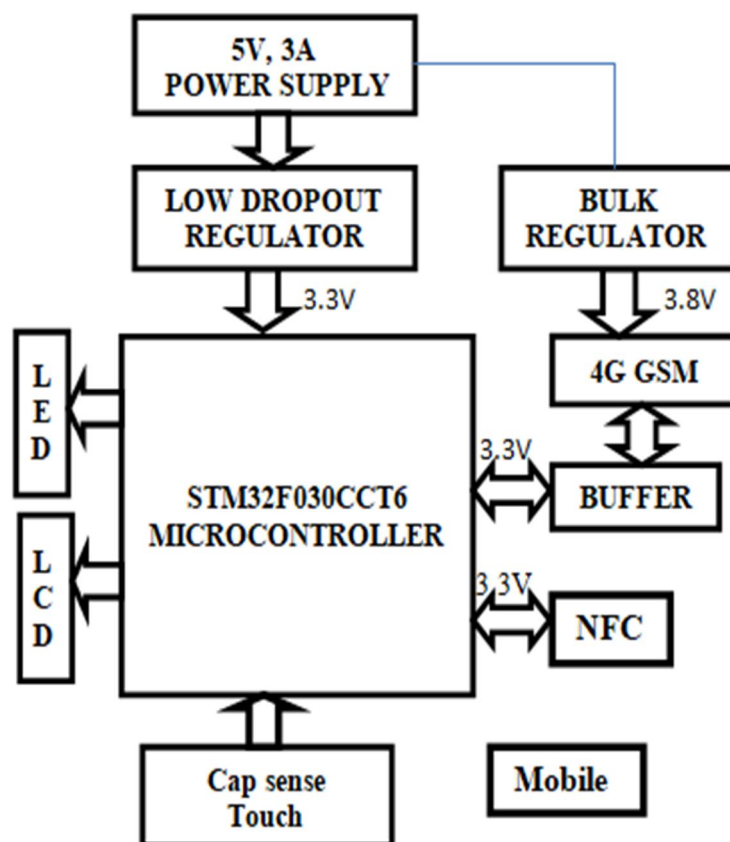 5V, 3A
POWER SUPPLY
LOW DROPOUT
REGULATOR
BULK
REGULATOR
3.3V
3.8V
4G GSM
L
E
D
3.3V
STM32F030CCT6
MICROCONTROLLER
BUFFER
L
C
D
3.3V
NFC
Cap sense
Touch
Mobile